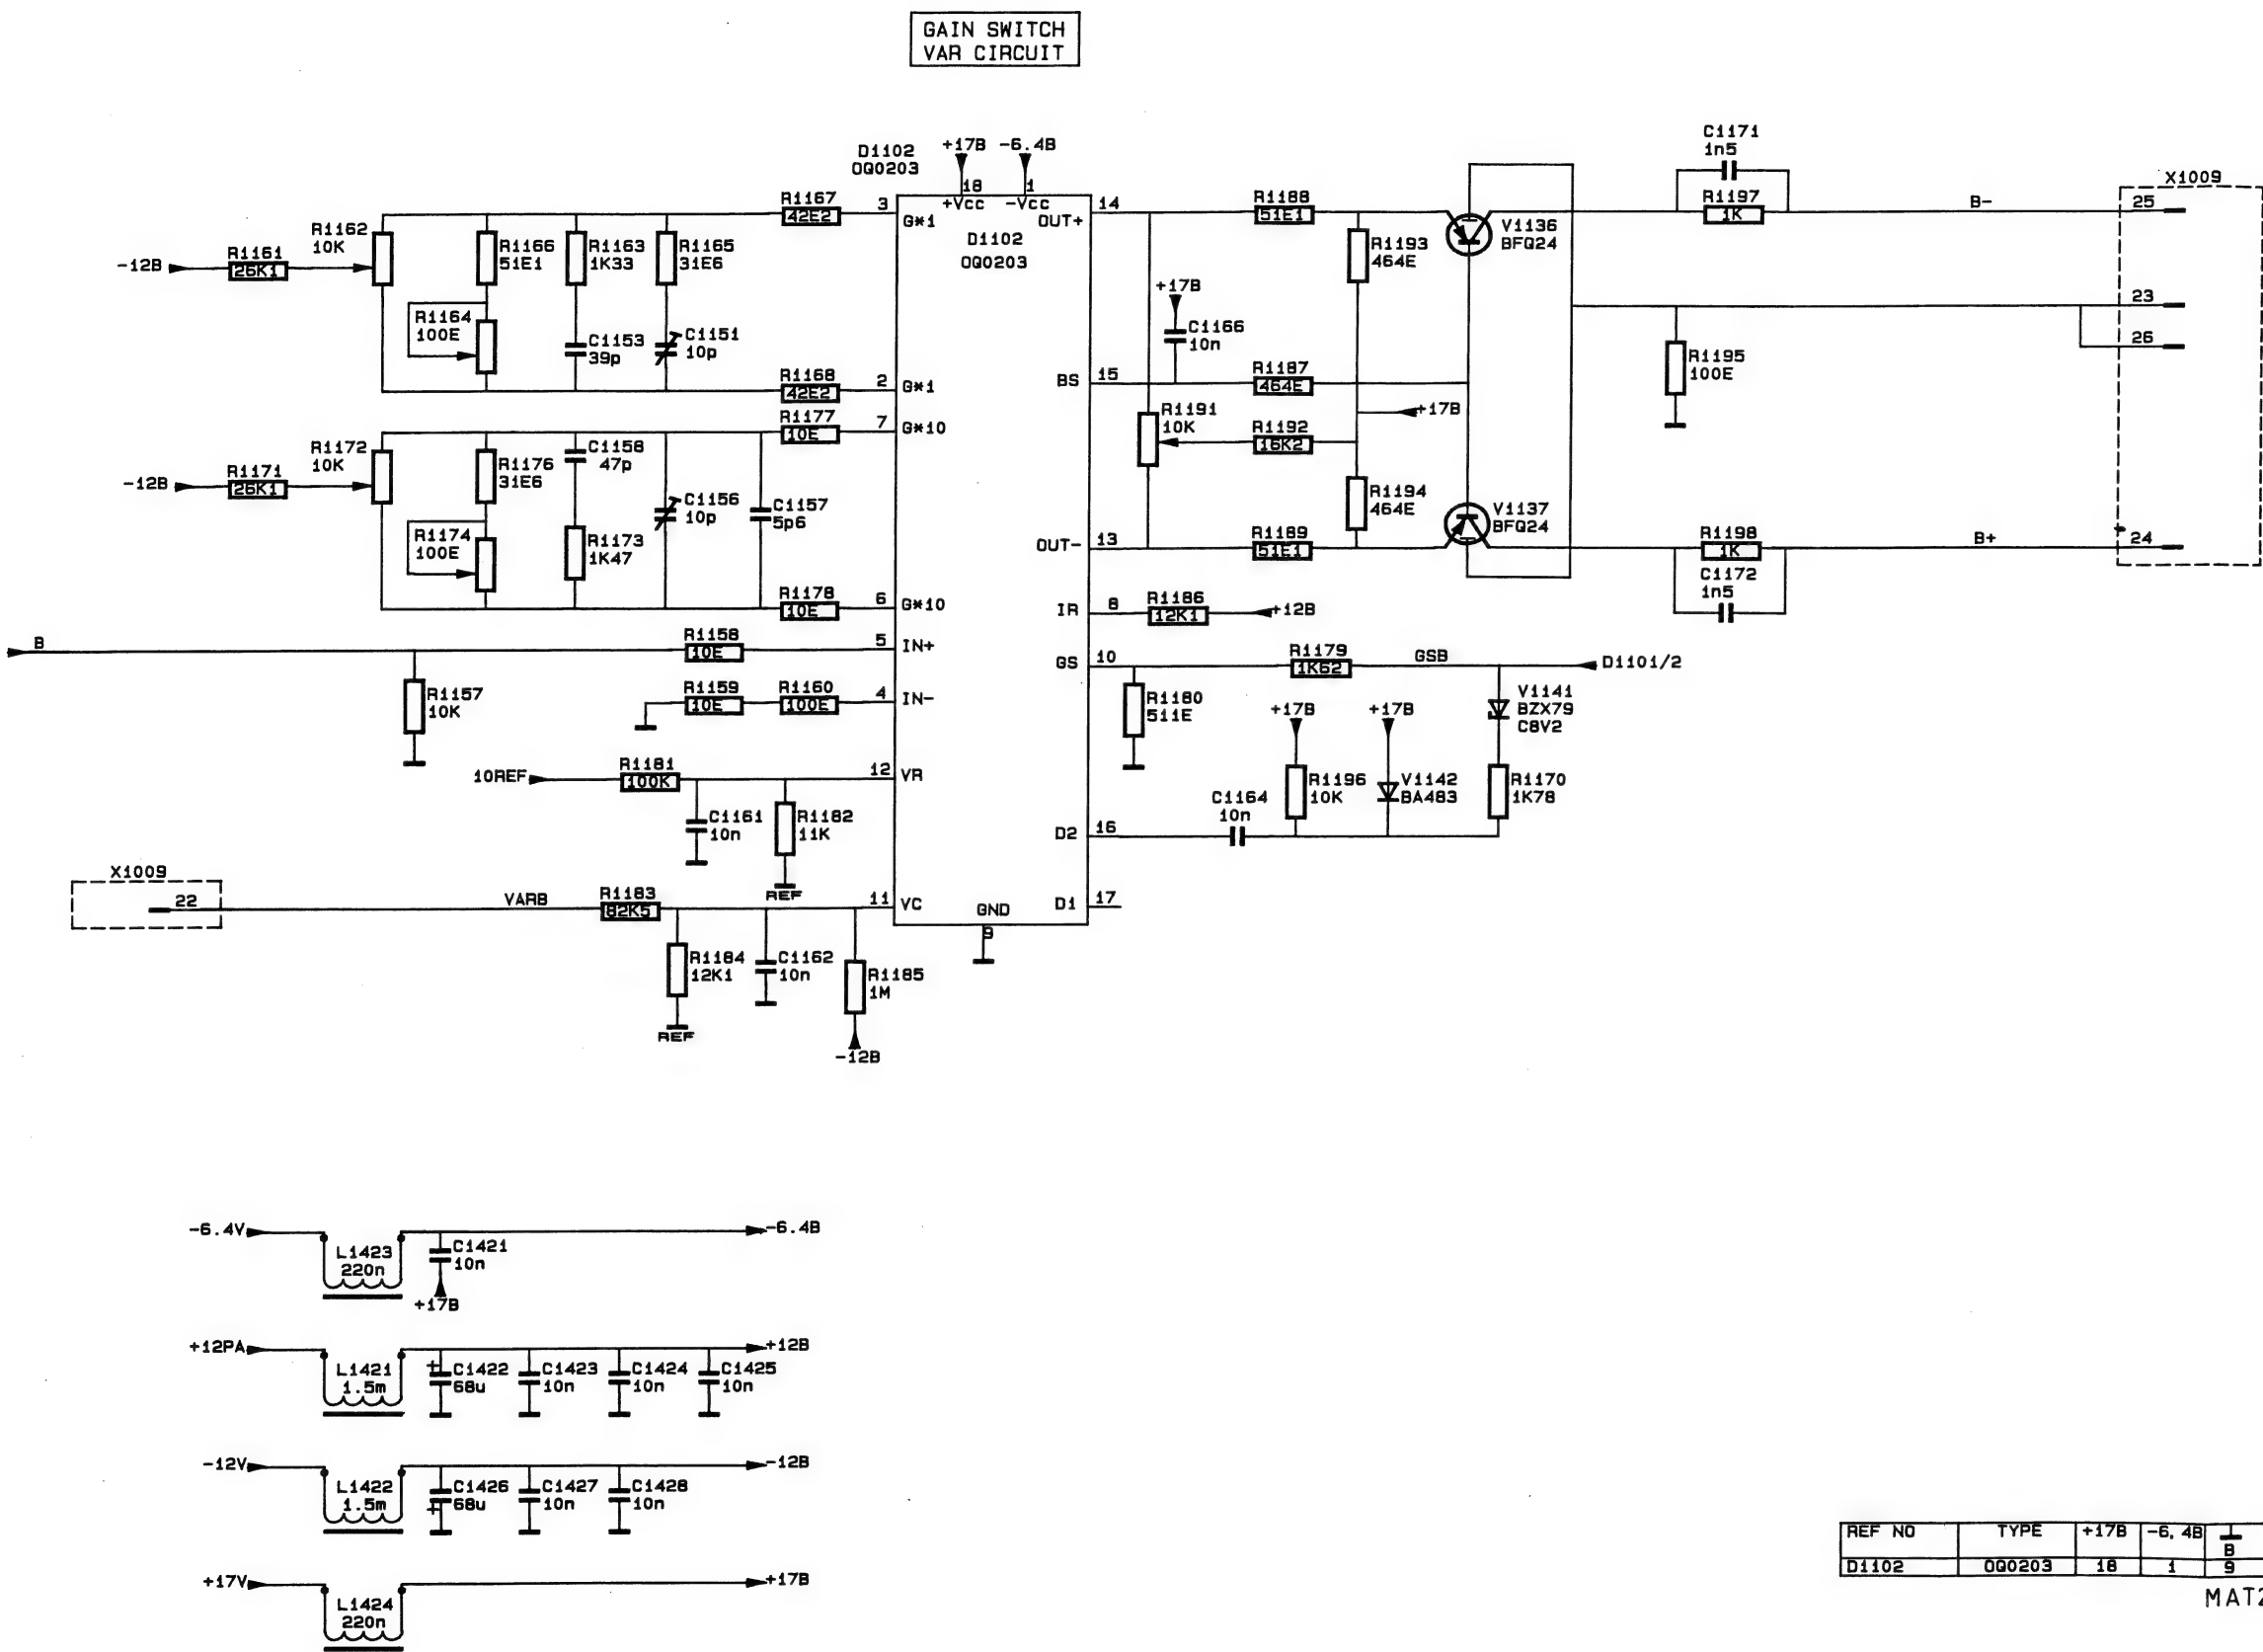 GAIN SWITCH
VAR CIRCUIT
D1102
OQ0203
+17B
-6.4B
18
1
+Vcc
-Vcc
D1102
OQ0203
R1161
26K1
-12B
R1162
10K
R1166
51E1
R1163
1K33
R1165
31E6
R1164
100E
C1153
39p
C1151
10p
R1167
42E2
3
G*1
R1168
42E2
2
G*1
R1177
10E
7
G*10
-12B
R1171
26K1
R1172
10K
R1176
31E6
C1158
47p
C1156
10p
C1157
5p6
R1174
100E
R1173
1K47
R1178
10E
6
G*10
B
R1158
10E
5
IN+
R1157
10K
R1159
10E
R1160
100E
4
IN-
10REF
R1181
100K
12
VR
C1161
10n
R1182
11K
REF
X1009
22
VARB
R1183
82K5
11
VC
R1184
12K1
REF
C1162
10n
R1185
1M
-12B
GND
9
OUT+
14
R1188
51E1
R1193
464E
V1136
BFQ24
C1171
1n5
R1197
1K
B-
X1009
25
23
26
24
+17B
C1166
10n
BS
15
R1187
464E
R1191
10K
R1192
16K2
+17B
R1195
100E
R1194
464E
V1137
BFQ24
OUT-
13
R1189
51E1
R1198
1K
B+
C1172
1n5
IR
8
R1186
12K1
+12B
GS
10
R1179
1K62
GSB
D1101/2
R1180
511E
+17B
+17B
V1141
BZX79
C8V2
R1196
10K
V1142
BA483
R1170
1K78
C1164
10n
D2
16
D1
17
-6.4V
L1423
220n
C1421
10n
+17B
-6.4B
+12PA
L1421
1.5m
+
C1422
68u
C1423
10n
C1424
10n
C1425
10n
+12B
-12V
L1422
1.5m
+
C1426
68u
C1427
10n
C1428
10n
-12B
+17V
L1424
220n
+17B
REF NO TYPE +17B -6, 4B B
D1102 OQ0203 18 1 9
MAT2